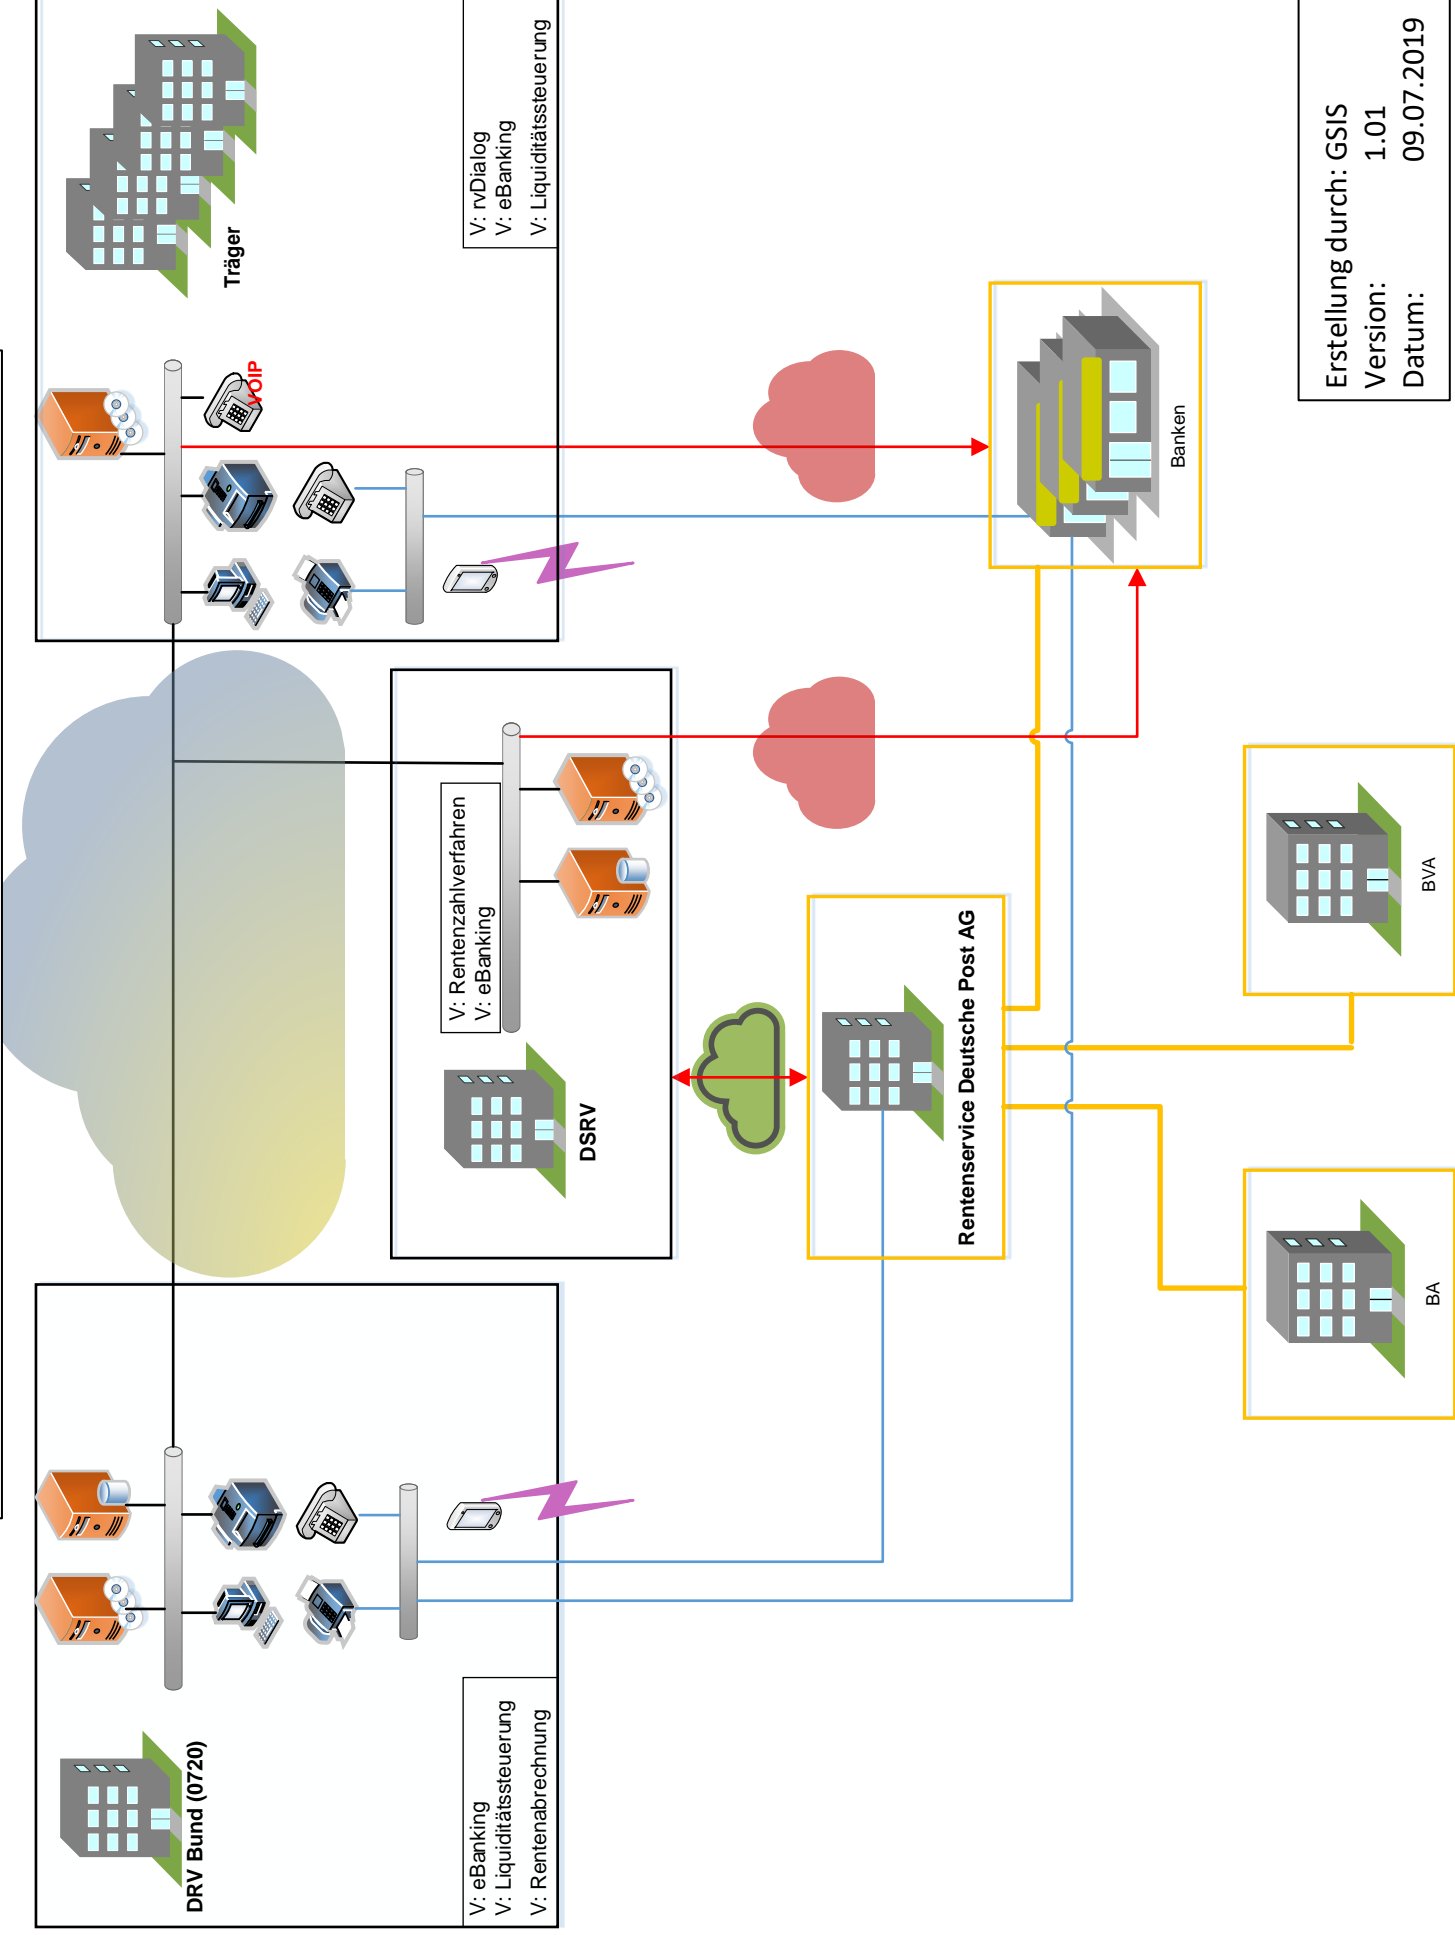 DRV Bund (0720)
V: eBanking
V: Liquiditätssteuerung
V: Rentenabrechnung
DSRV
V: Rentenzahlverfahren
V: eBanking
Träger
VOIP
V: rvDialog
V: eBanking
V: Liquiditätssteuerung
Rentenservice Deutsche Post AG
Banken
BA
BVA
Erstellung durch: GSIS
Version: 1.01
Datum: 09.07.2019